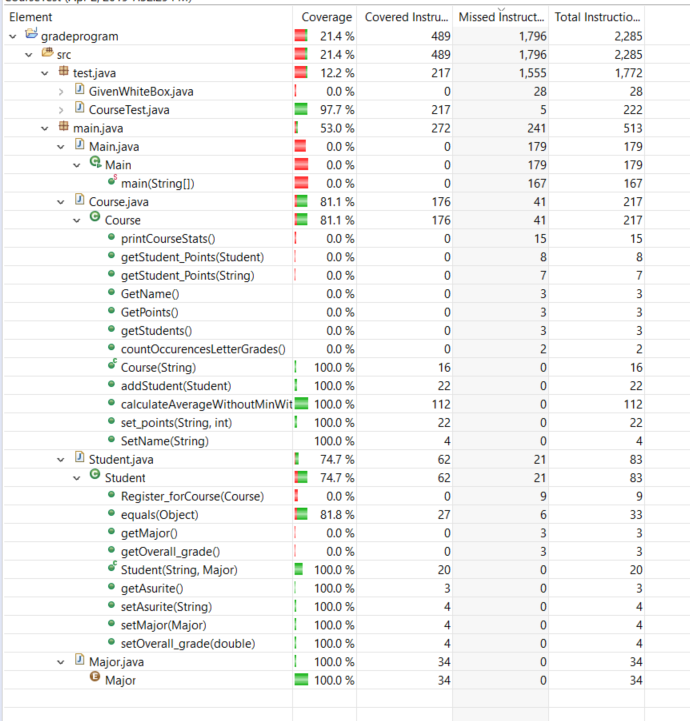 Element Coverage Covered Instru... Missed Instruct... Total Instructio...
gradeprogram 21.4 % 489 1,796 2,285
src 21.4 % 489 1,796 2,285
test.java 12.2 % 217 1,555 1,772
GivenWhiteBox.java 0.0 % 0 28 28
CourseTest.java 97.7 % 217 5 222
main.java 53.0 % 272 241 513
Main.java 0.0 % 0 179 179
Main 0.0 % 0 179 179
main(String[]) 0.0 % 0 167 167
Course.java 81.1 % 176 41 217
Course 81.1 % 176 41 217
printCourseStats() 0.0 % 0 15 15
getStudent_Points(Student) 0.0 % 0 8 8
getStudent_Points(String) 0.0 % 0 7 7
GetName() 0.0 % 0 3 3
GetPoints() 0.0 % 0 3 3
getStudents() 0.0 % 0 3 3
countOccurencesLetterGrades() 0.0 % 0 2 2
Course(String) 100.0 % 16 0 16
addStudent(Student) 100.0 % 22 0 22
calculateAverageWithoutMinWit 100.0 % 112 0 112
set_points(String, int) 100.0 % 22 0 22
SetName(String) 100.0 % 4 0 4
Student.java 74.7 % 62 21 83
Student 74.7 % 62 21 83
Register_forCourse(Course) 0.0 % 0 9 9
equals(Object) 81.8 % 27 6 33
getMajor() 0.0 % 0 3 3
getOverall_grade() 0.0 % 0 3 3
Student(String, Major) 100.0 % 20 0 20
getAsurite() 100.0 % 3 0 3
setAsurite(String) 100.0 % 4 0 4
setMajor(Major) 100.0 % 4 0 4
setOverall_grade(double) 100.0 % 4 0 4
Major.java 100.0 % 34 0 34
Major 100.0 % 34 0 34